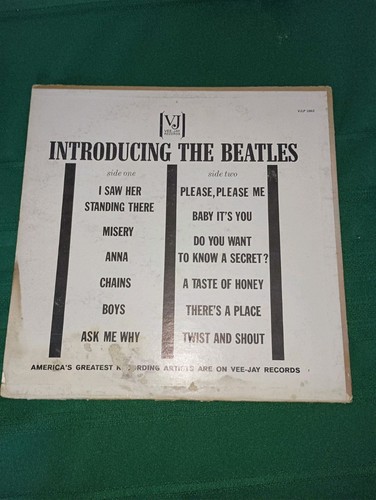 VJ
VEE JAY
RECORDS
INTRODUCING THE BEATLES
side one
I SAW HER
STANDING THERE
MISERY
ANNA
CHAINS
BOYS
ASK ME WHY
side two
PLEASE, PLEASE ME
BABY IT'S YOU
DO YOU WANT
TO KNOW A SECRET?
A TASTE OF HONEY
THERE'S A PLACE
TWIST AND SHOUT
AMERICA'S GREATEST R ORDING ARTISTS ARE ON VEE-JAY RECORDS